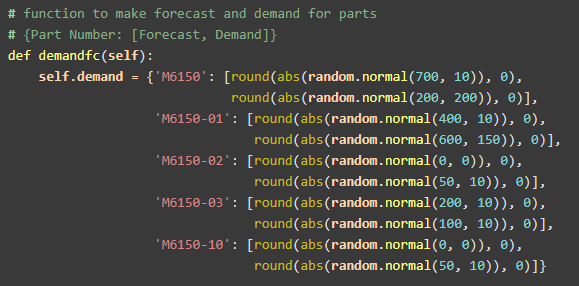 # function to make forecast and demand for parts
# {Part Number: [Forecast, Demand]}
def demandfc(self):
    self.demand = {'M6150': [round(abs(random.normal(700, 10)), 0),
                             round(abs(random.normal(200, 200)), 0)],
                   'M6150-01': [round(abs(random.normal(400, 10)), 0),
                                round(abs(random.normal(600, 150)), 0)],
                   'M6150-02': [round(abs(random.normal(0, 0)), 0),
                                round(abs(random.normal(50, 10)), 0)],
                   'M6150-03': [round(abs(random.normal(200, 10)), 0),
                                round(abs(random.normal(100, 10)), 0)],
                   'M6150-10': [round(abs(random.normal(0, 0)), 0),
                                round(abs(random.normal(50, 10)), 0)]}